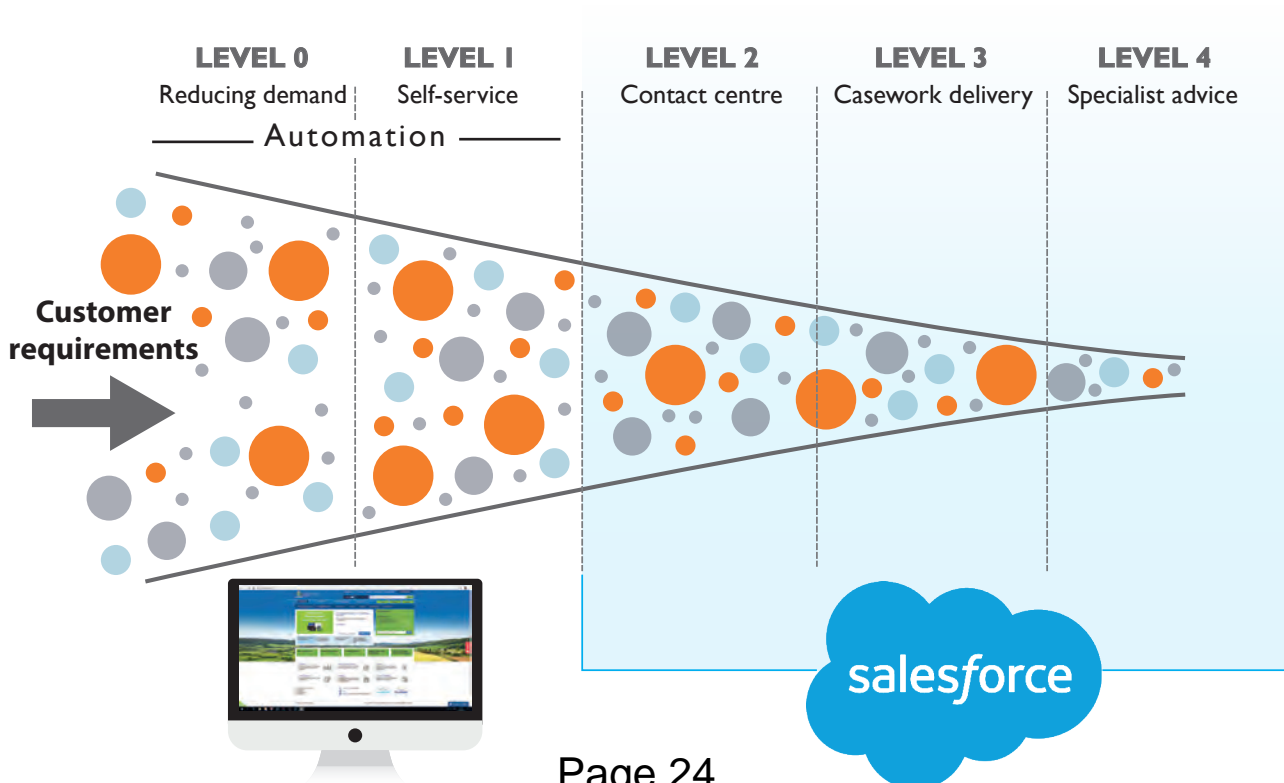 LEVEL 0
Reducing demand
LEVEL 1
Self-service
LEVEL 2
Contact centre
LEVEL 3
Casework delivery
LEVEL 4
Specialist advice
Automation
Customer
requirements
salesforce
Page 24